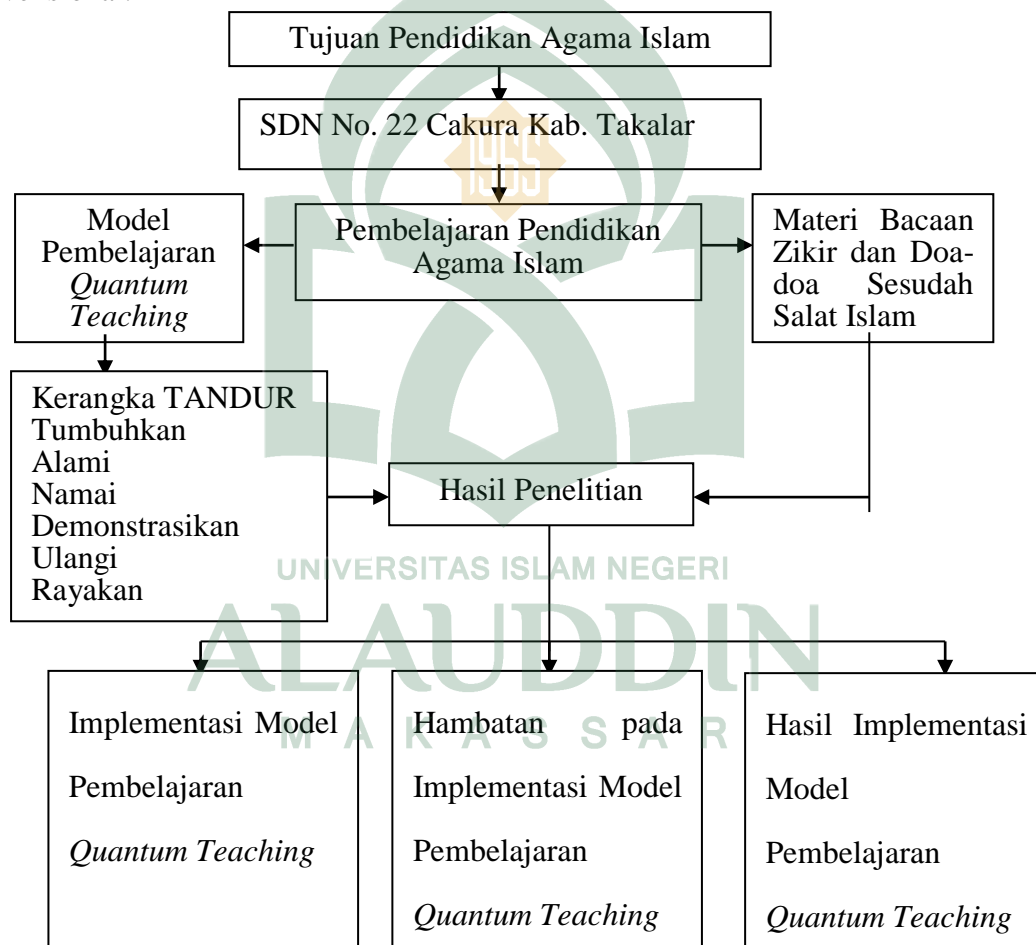 Tujuan Pendidikan Agama Islam
SDN No. 22 Cakura Kab. Takalar
1965
Model
Pembelajaran
Quantum
Teaching
Pembelajaran Pendidikan
Agama Islam
Materi Bacaan
Zikir dan Doa-
doa Sesudah
Salat Islam
Kerangka TANDUR
Tumbuhkan
Alami
Namai
Demonstrasikan
Ulangi
Rayakan
Hasil Penelitian
UNIVERSITAS ISLAM NEGERI
ALAUDDIN
MAKASSAR
Implementasi Model
Pembelajaran
Quantum Teaching
Hambatan pada
Implementasi Model
Pembelajaran
Quantum Teaching
Hasil Implementasi
Model
Pembelajaran
Quantum Teaching